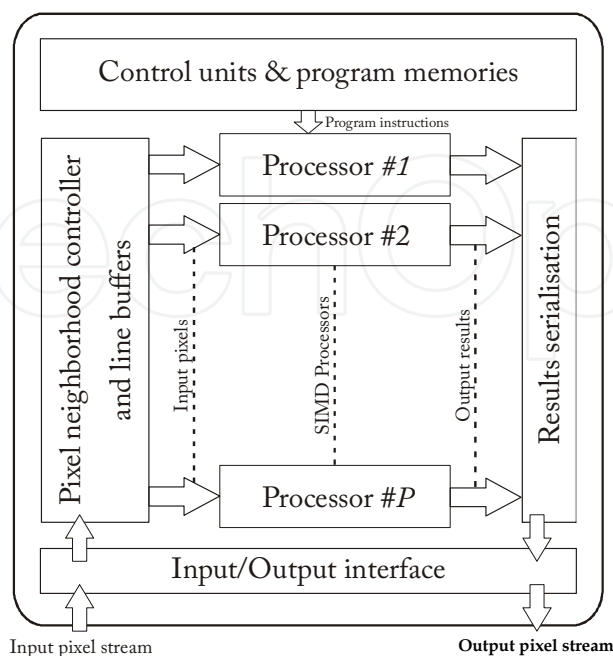 Control units & program memories
Program instructions
Pixel neighborhood controller
and line buffers
Processor #1
Processor #2
Input pixels
SIMD Processors
Output results
Results serialisation
Processor #P
Input/Output interface
Input pixel stream
Output pixel stream